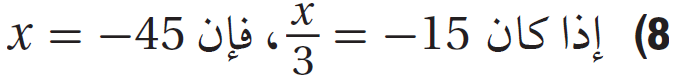 (8 إذا كان x/3 = −15، فإن x = −45